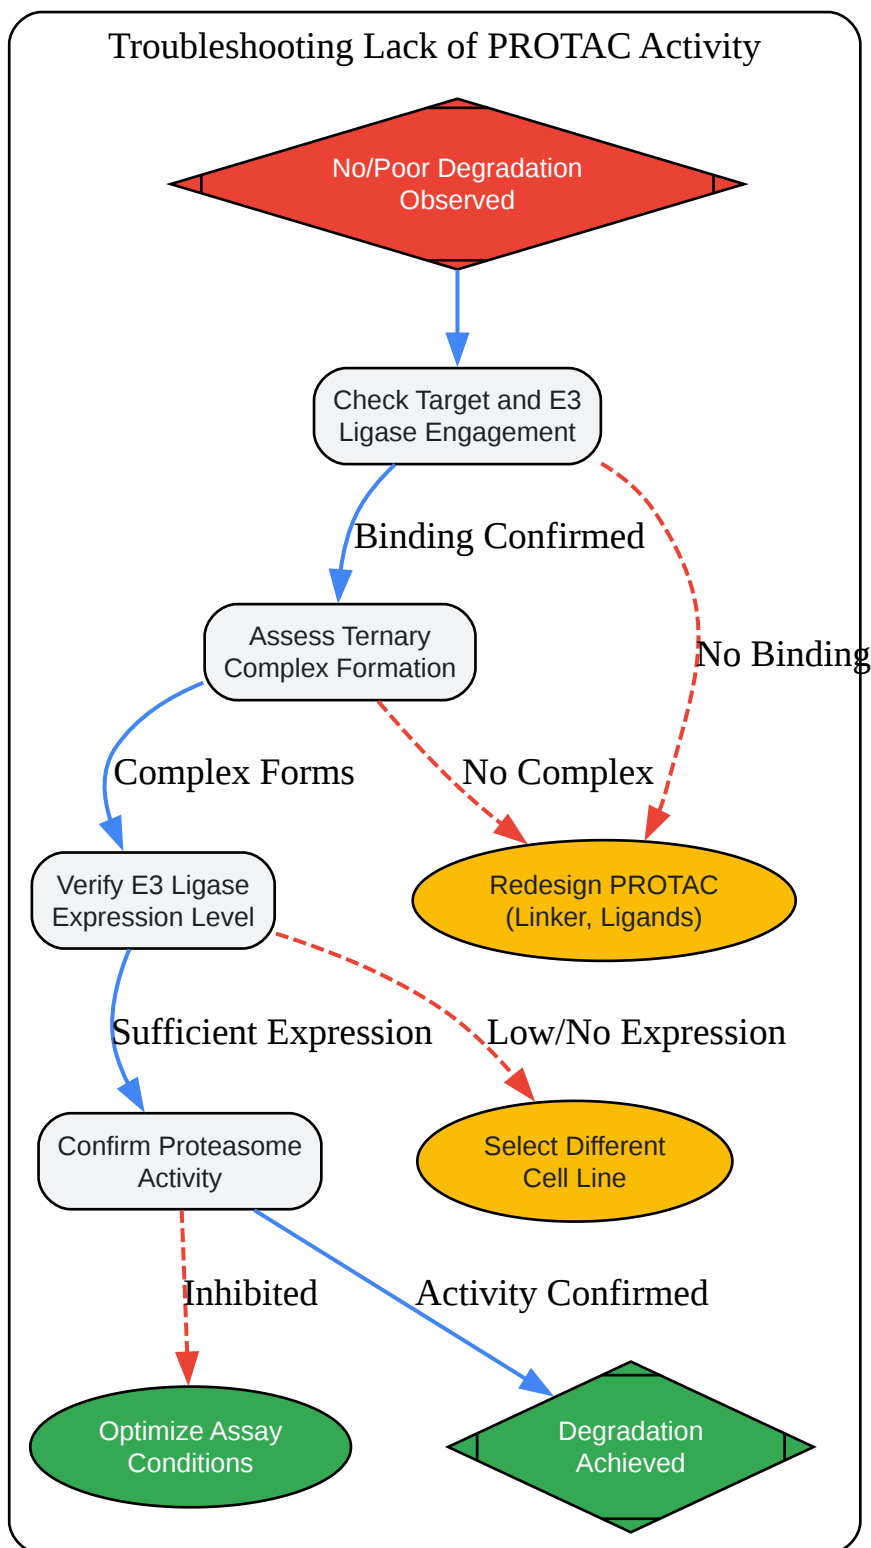 Troubleshooting Lack of PROTAC Activity
No/Poor Degradation
Observed
Check Target and E3
Ligase Engagement
Binding Confirmed
Assess Ternary
Complex Formation
No Binding
Complex Forms
No Complex
Verify E3 Ligase
Expression Level
Redesign PROTAC
(Linker, Ligands)
Sufficient Expression
Low/No Expression
Confirm Proteasome
Activity
Select Different
Cell Line
Inhibited
Activity Confirmed
Optimize Assay
Conditions
Degradation
Achieved